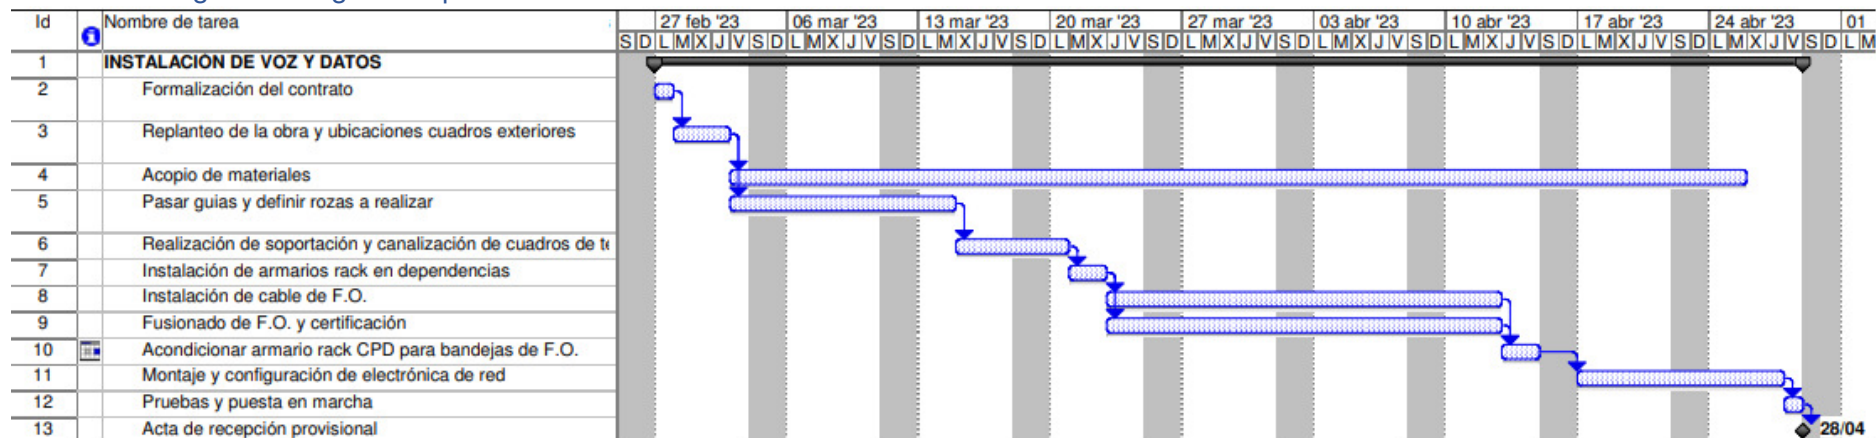 Id Nombre de tarea 27 feb '23 06 mar '23 13 mar '23 20 mar '23 27 mar '23 03 abr '23 10 abr '23 17 abr '23 24 abr '23 01
S D L M X J V S D L M X J V S D L M X J V S D L M X J V S D L M X J V S D L M X J V S D L M X J V S D L M X J V S D L M X J V S D L M
1 INSTALACIÓN DE VOZ Y DATOS
2 Formalización del contrato
3 Replanteo de la obra y ubicaciones cuadros exteriores
4 Acopio de materiales
5 Pasar guias y definir rozas a realizar
6 Realización de soportación y canalización de cuadros de te
7 Instalación de armarios rack en dependencias
8 Instalación de cable de F.O.
9 Fusionado de F.O. y certificación
10 Acondicionar armario rack CPD para bandejas de F.O.
11 Montaje y configuración de electrónica de red
12 Pruebas y puesta en marcha
13 Acta de recepción provisional 28/04